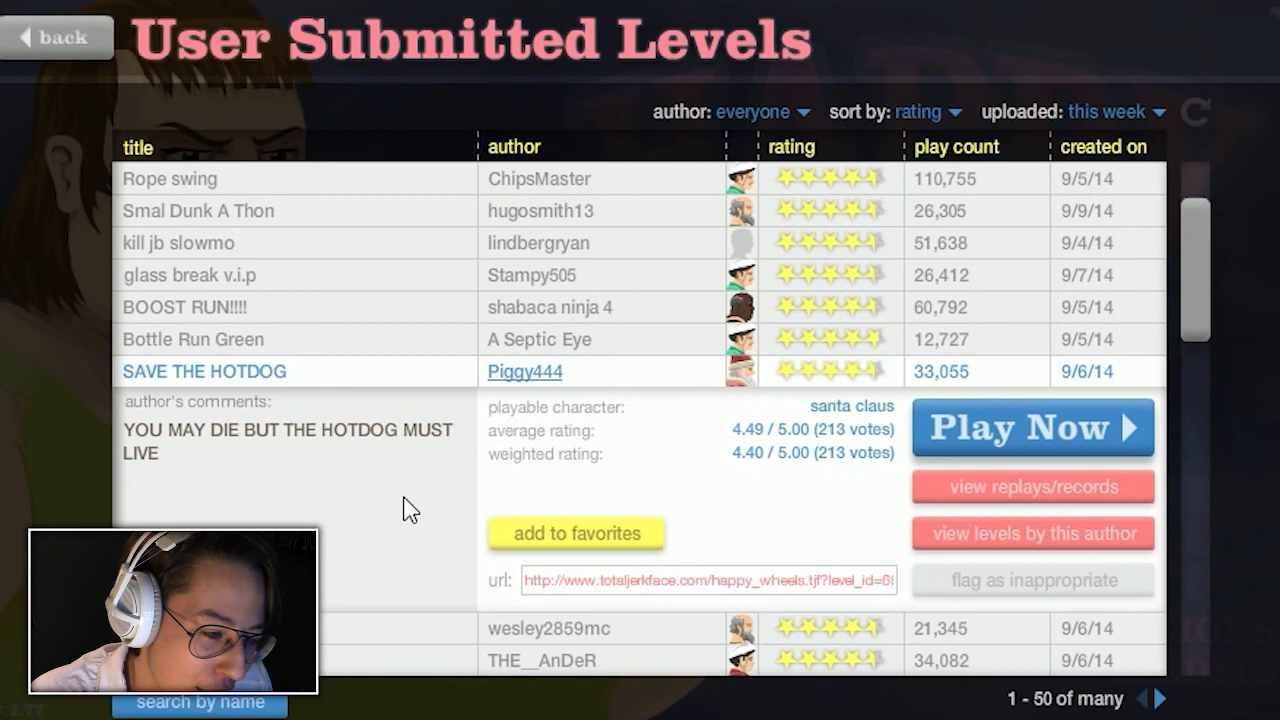 back
User Submitted Levels
author: everyone sort by: rating uploaded: this week
title author rating play count created on
Rope swing ChipsMaster 110,755 9/5/14
Smal Dunk A Thon hugosmith13 26,305 9/9/14
kill jb slowmo lindbergryan 51,638 9/4/14
glass break v.i.p Stampy505 26,412 9/7/14
BOOST RUN!!!! shabaca ninja 4 60,792 9/5/14
Bottle Run Green A Septic Eye 12,727 9/5/14
SAVE THE HOTDOG Piggy444 33,055 9/6/14
author's comments:
YOU MAY DIE BUT THE HOTDOG MUST
LIVE
playable character: santa claus
average rating: 4.49 / 5.00 (213 votes)
weighted rating: 4.40 / 5.00 (213 votes)
add to favorites
url: http://www.totaljerkface.com/happy_wheels.tjf?level_id=6
Play Now
view replays/records
view levels by this author
flag as inappropriate
wesley2859mc 21,345 9/6/14
THE__AnDeR 34,082 9/6/14
search by name
1 - 50 of many
1.77